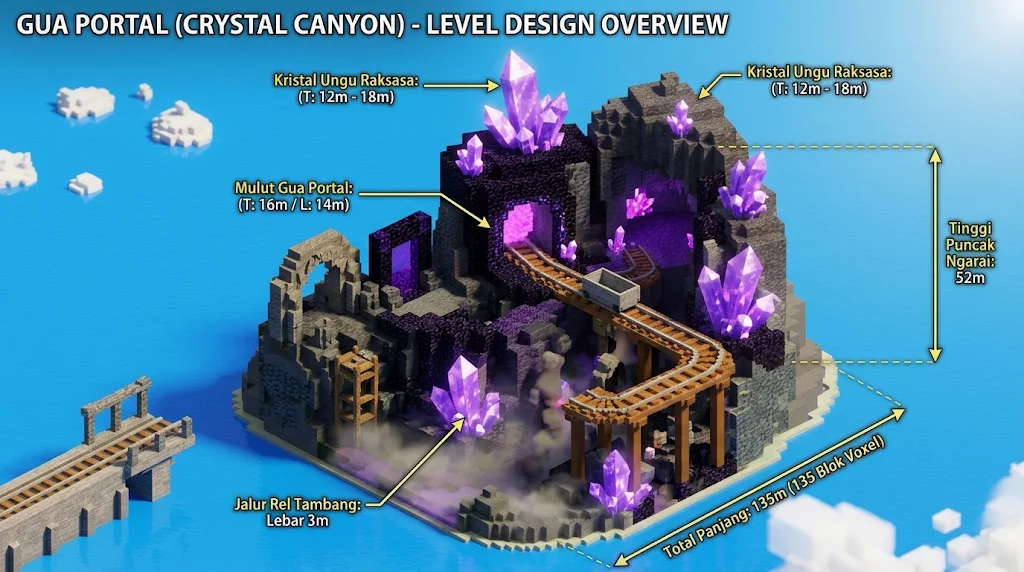 GUA PORTAL (CRYSTAL CANYON) - LEVEL DESIGN OVERVIEW
Kristal Ungu Raksasa:
(T: 12m - 18m)
Kristal Ungu Raksasa:
(T: 12m - 18m)
Mulut Gua Portal:
(T: 16m / L: 14m)
Tinggi
Puncak
Ngarai:
52m
Jalur Rel Tambang:
Lebar 3m
Total Panjang: 135m (135 Blok Voxel)